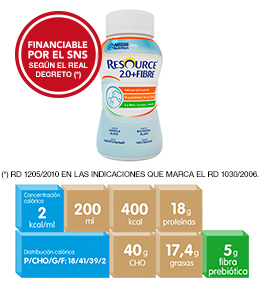 FINANCIABLE
POR EL SNS
SEGÚN EL REAL
DECRETO (*)
RESOURCE
2.0+FIBRE
(*) RD 1205/2010 EN LAS INDICACIONES QUE MARCA EL RD 1030/2006.
Concentración
calórica
2
kcal/ml
200
ml
400
kcal
18g
proteínas
Distribución calórica
P/CHO/G/F: 18/41/39/2
40g
CHO
17,4g
grasas
5g
fibra
prebiótica